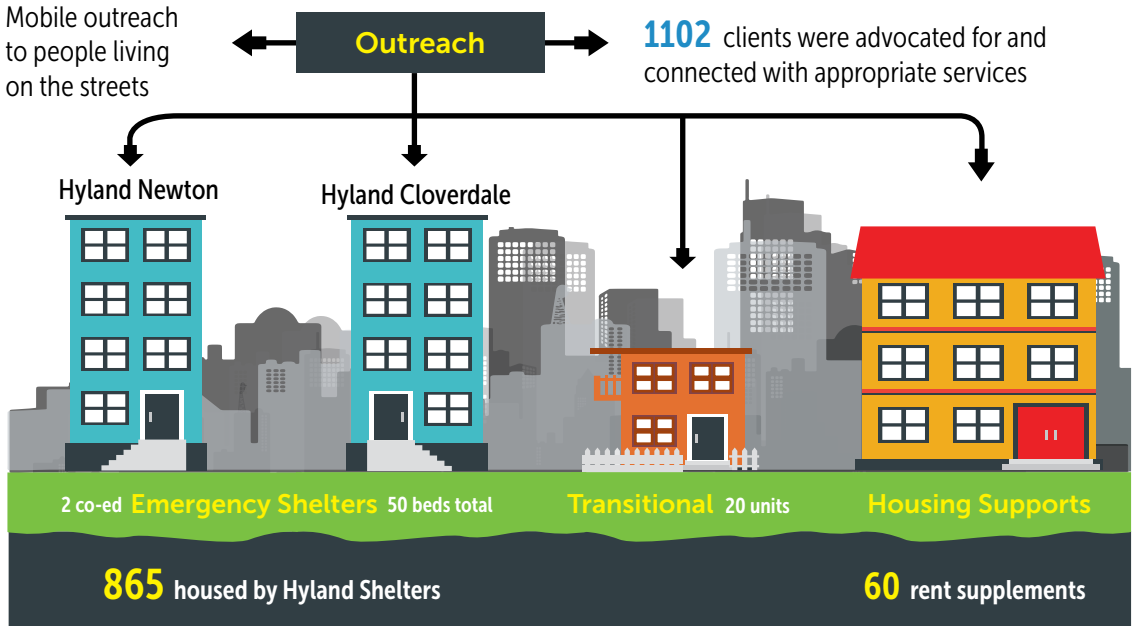 Mobile outreach
to people living
on the streets
Outreach
1102 clients were advocated for and
connected with appropriate services
Hyland Newton
Hyland Cloverdale
2 co-ed Emergency Shelters 50 beds total
Transitional 20 units
Housing Supports
865 housed by Hyland Shelters
60 rent supplements